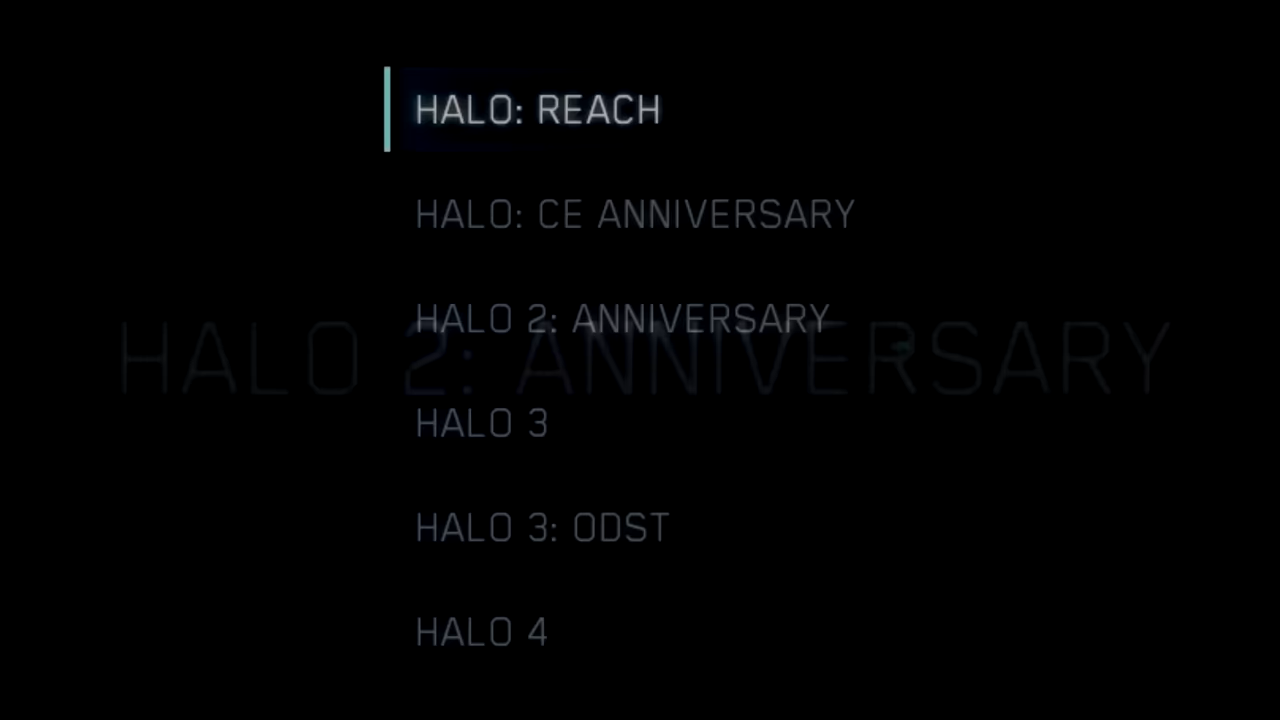 HALO: REACH
HALO: CE ANNIVERSARY
HALO 2: ANNIVERSARY
HALO 2: ANNIVERSARY
HALO 3
HALO 3: ODST
HALO 4